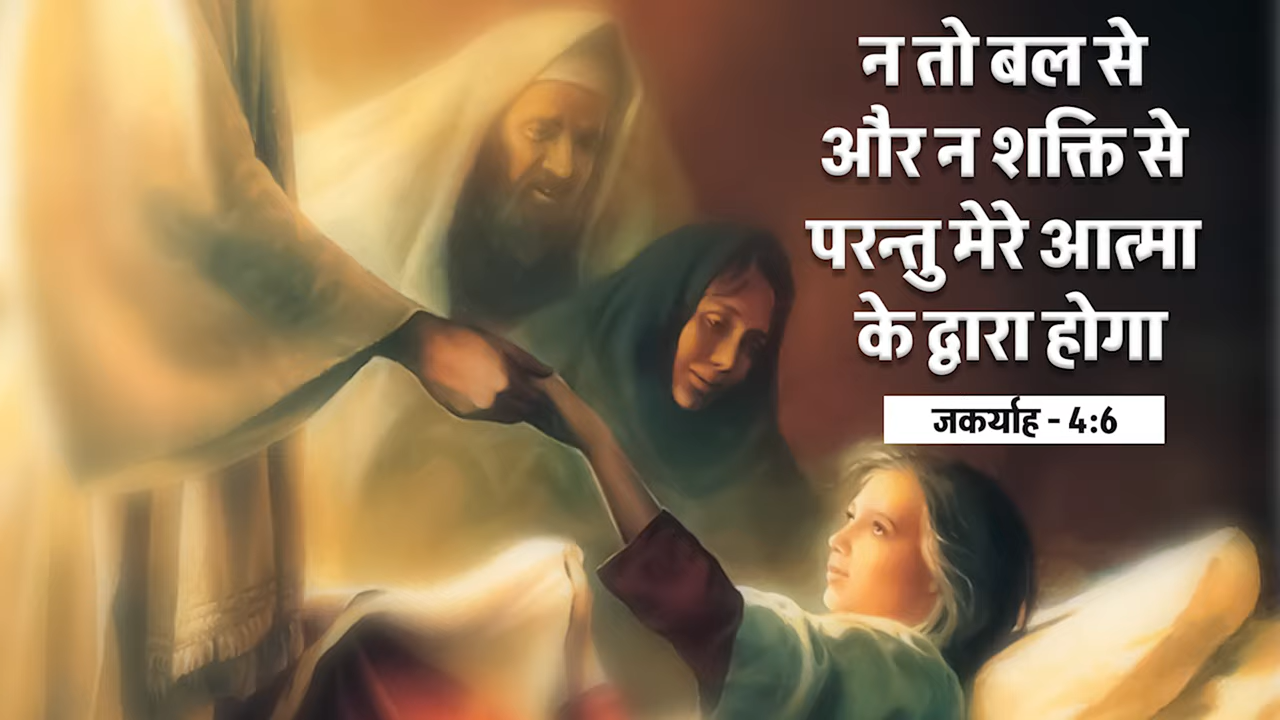 न तो बल से
और न शक्ति से
परन्तु मेरे आत्मा
के द्वारा होगा
जकर्याह - 4:6